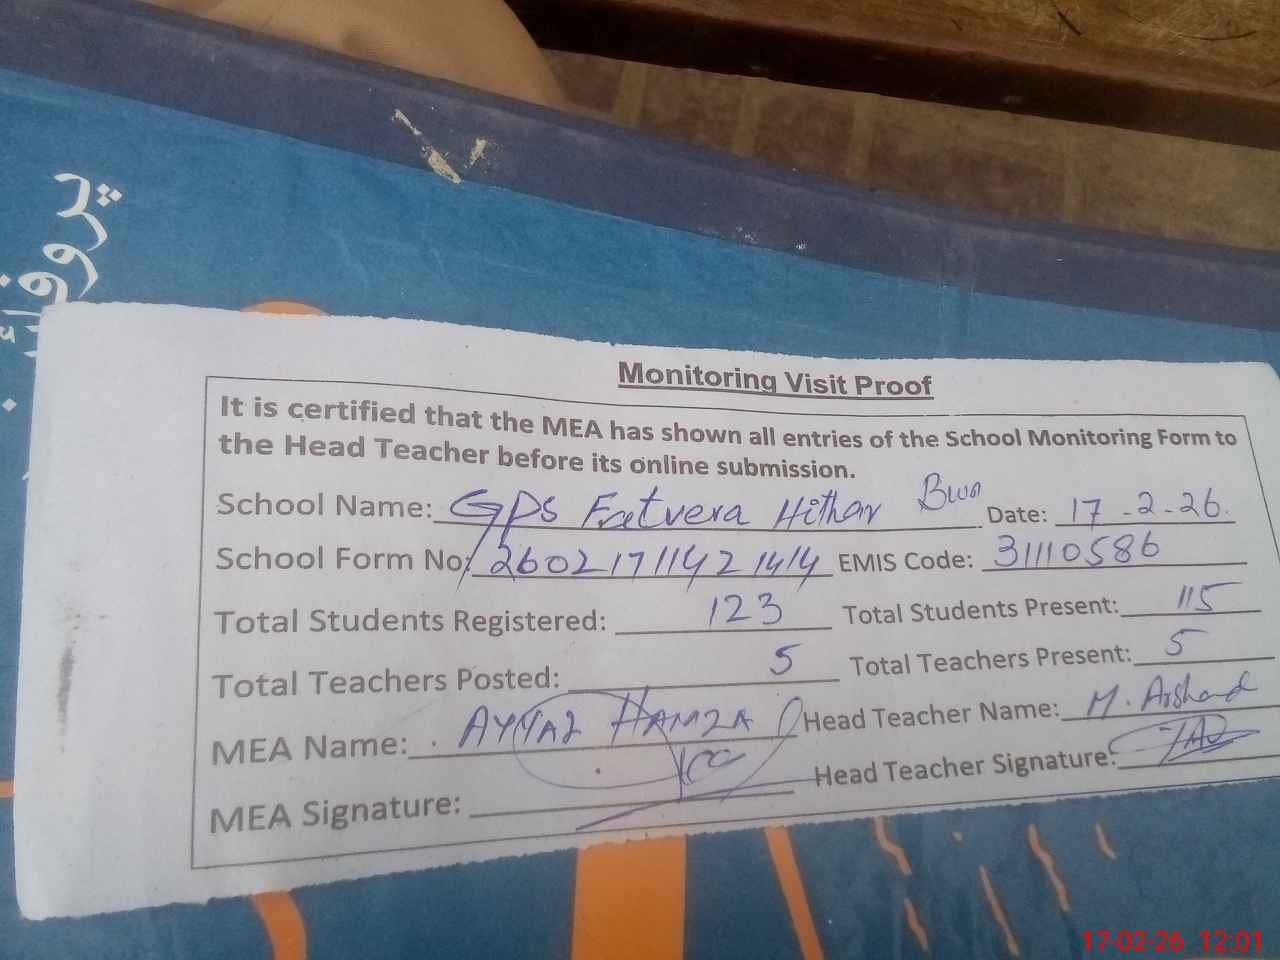 پروفا
Monitoring Visit Proof
It is certified that the MEA has shown all entries of the School Monitoring Form to
the Head Teacher before its online submission.
School Name: GPS Fatvera Hithar Bwn Date: 17-2-26.
School Form No: 26021711421414 EMIS Code: 31110586
Total Students Registered: 123 Total Students Present: 115
Total Teachers Posted: 5 Total Teachers Present: 5
MEA Name: HAMZA Head Teacher Name: M. Arshad
MEA Signature: Head Teacher Signature:
17-02-26 12:01